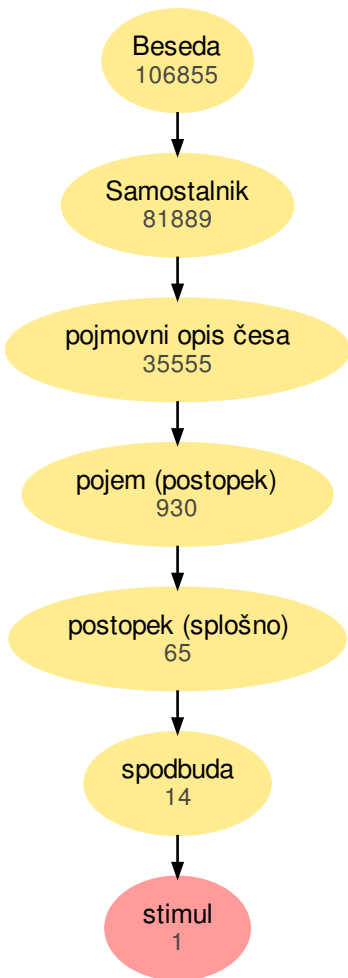 Beseda
106855
Samostalnik
81889
pojmovni opis česa
35555
pojem (postopek)
930
postopek (splošno)
65
spodbuda
14
stimul
1